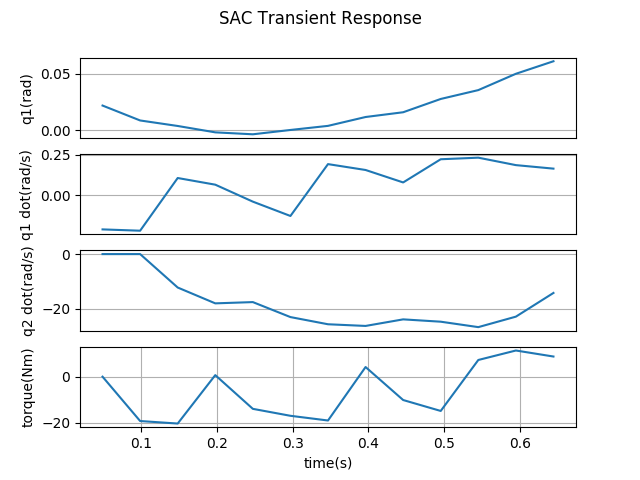 SAC Transient Response
q1(rad)
0.05
0.00
q1 dot(rad/s)
0.25
0.00
q2 dot(rad/s)
0
−20
torque(Nm)
0
−20
0.1 0.2 0.3 0.4 0.5 0.6
time(s)